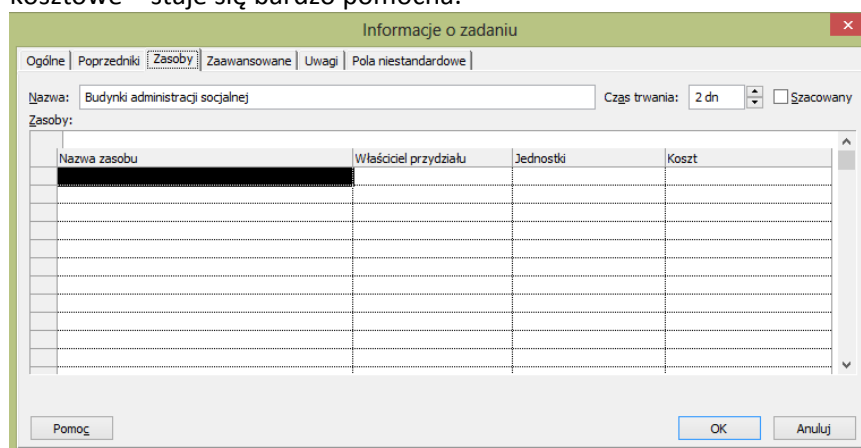 kosztowe – staje się bardzo pomocna.
Informacje o zadaniu
Ogólne Poprzedniki Zasoby Zaawansowane Uwagi Pola niestandardowe
Nazwa: Budynki administracji socjalnej Czas trwania: 2 dn Szacowany
Zasoby:
Nazwa zasobu Właściciel przydziału Jednostki Koszt
Pomoc OK Anuluj